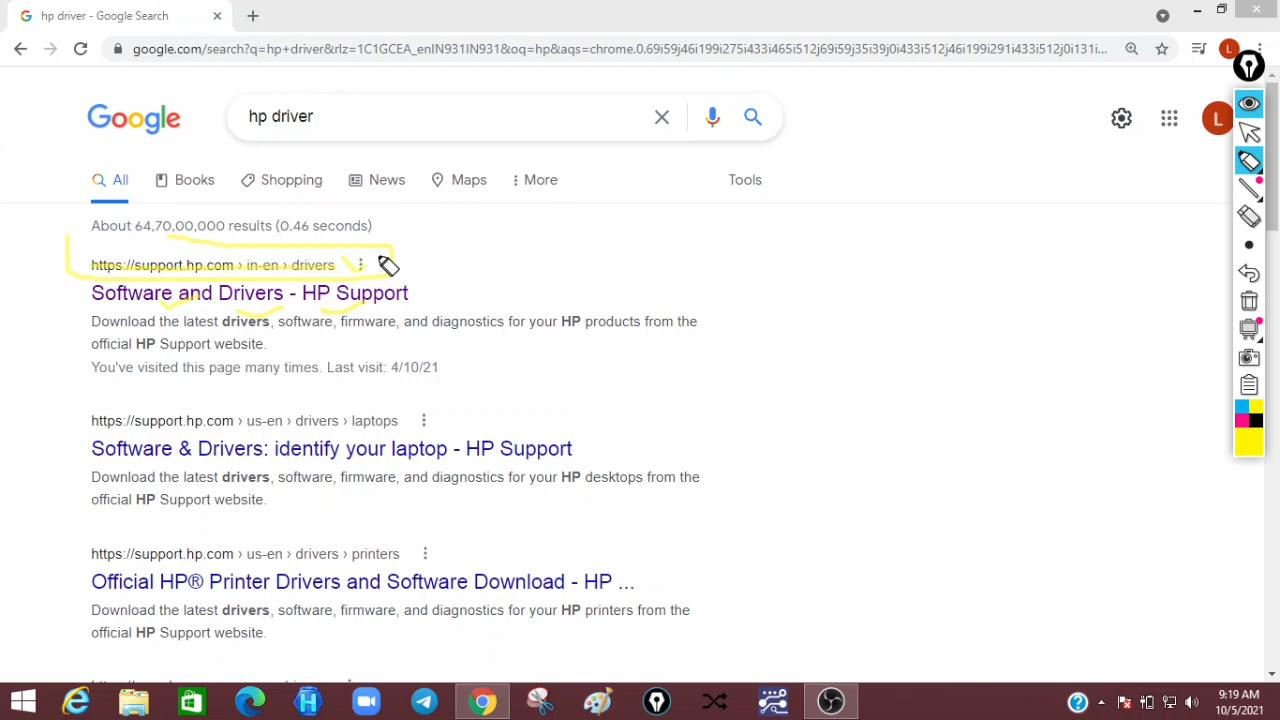 hp driver - Google Search
google.com/search?q=hp+driver&rlz=1C1GCEA_enIN931IN931&oq=hp&aqs=chrome.0.69i59j46i199i275i433i465i512j69i59j35i39j0i433i512j46i199i291i433i512j0i131i...
L
Google
hp driver
L
All
Books
Shopping
News
Maps
More
Tools
About 64,70,00,000 results (0.46 seconds)
https://support.hp.com › in-en › drivers
Software and Drivers - HP Support
Download the latest drivers, software, firmware, and diagnostics for your HP products from the
official HP Support website.
You've visited this page many times. Last visit: 4/10/21
https://support.hp.com › us-en › drivers › laptops
Software & Drivers: identify your laptop - HP Support
Download the latest drivers, software, firmware, and diagnostics for your HP desktops from the
official HP Support website.
https://support.hp.com › us-en › drivers › printers
Official HP® Printer Drivers and Software Download - HP ...
Download the latest drivers, software, firmware, and diagnostics for your HP printers from the
official HP Support website.
9:19 AM
10/5/2021